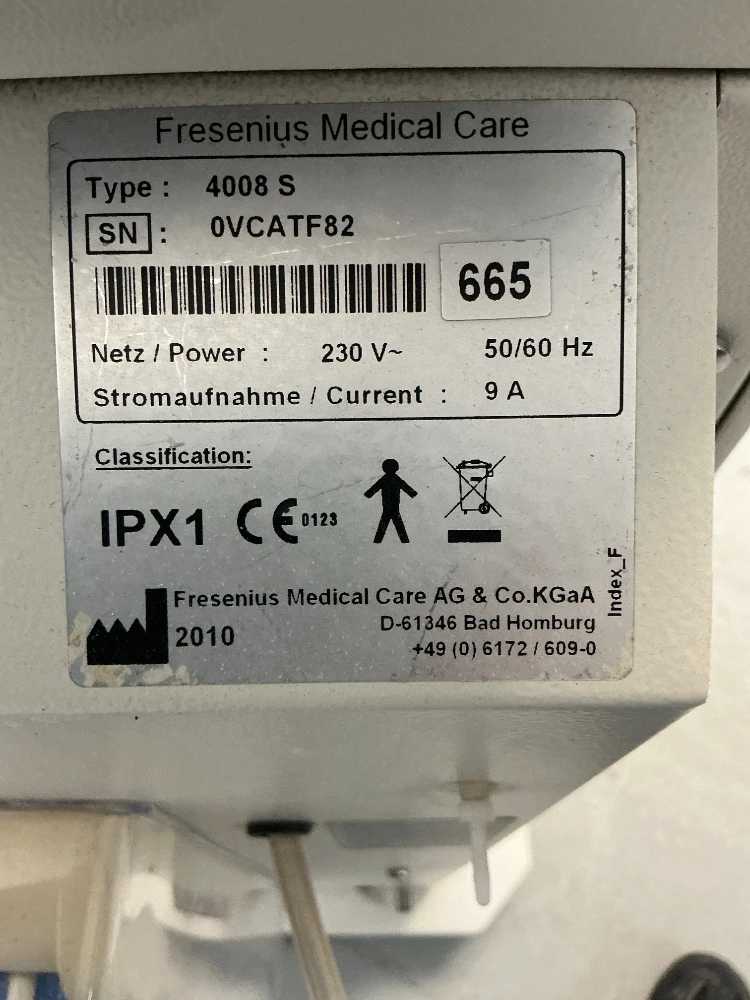 Fresenius Medical Care
Type : 4008 S
SN : 0VCATF82
665
Netz / Power : 230 V~ 50/60 Hz
Stromaufnahme / Current : 9 A
Classification:
IPX1 CE 0123
Fresenius Medical Care AG & Co.KGaA
2010
D-61346 Bad Homburg
+49 (0) 6172 / 609-0
Index_F